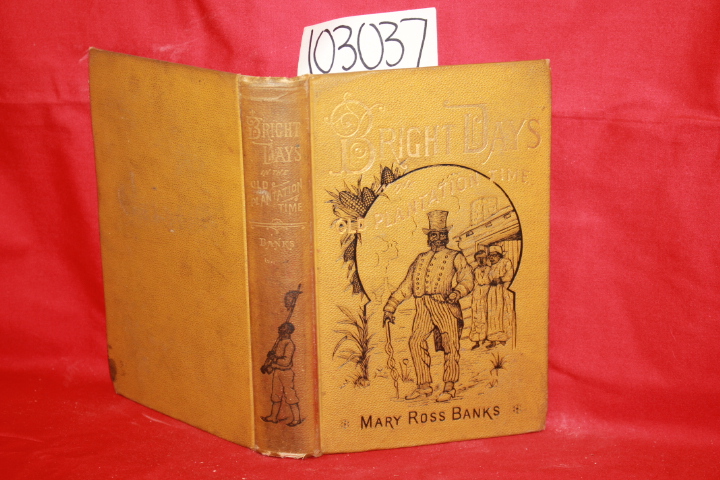 103037
BRIGHT
DAYS
OF THE
OLD
PLANTATION
TIME
BANKS
BRIGHT DAYS
OLD PLANTATION TIME
MARY ROSS BANKS